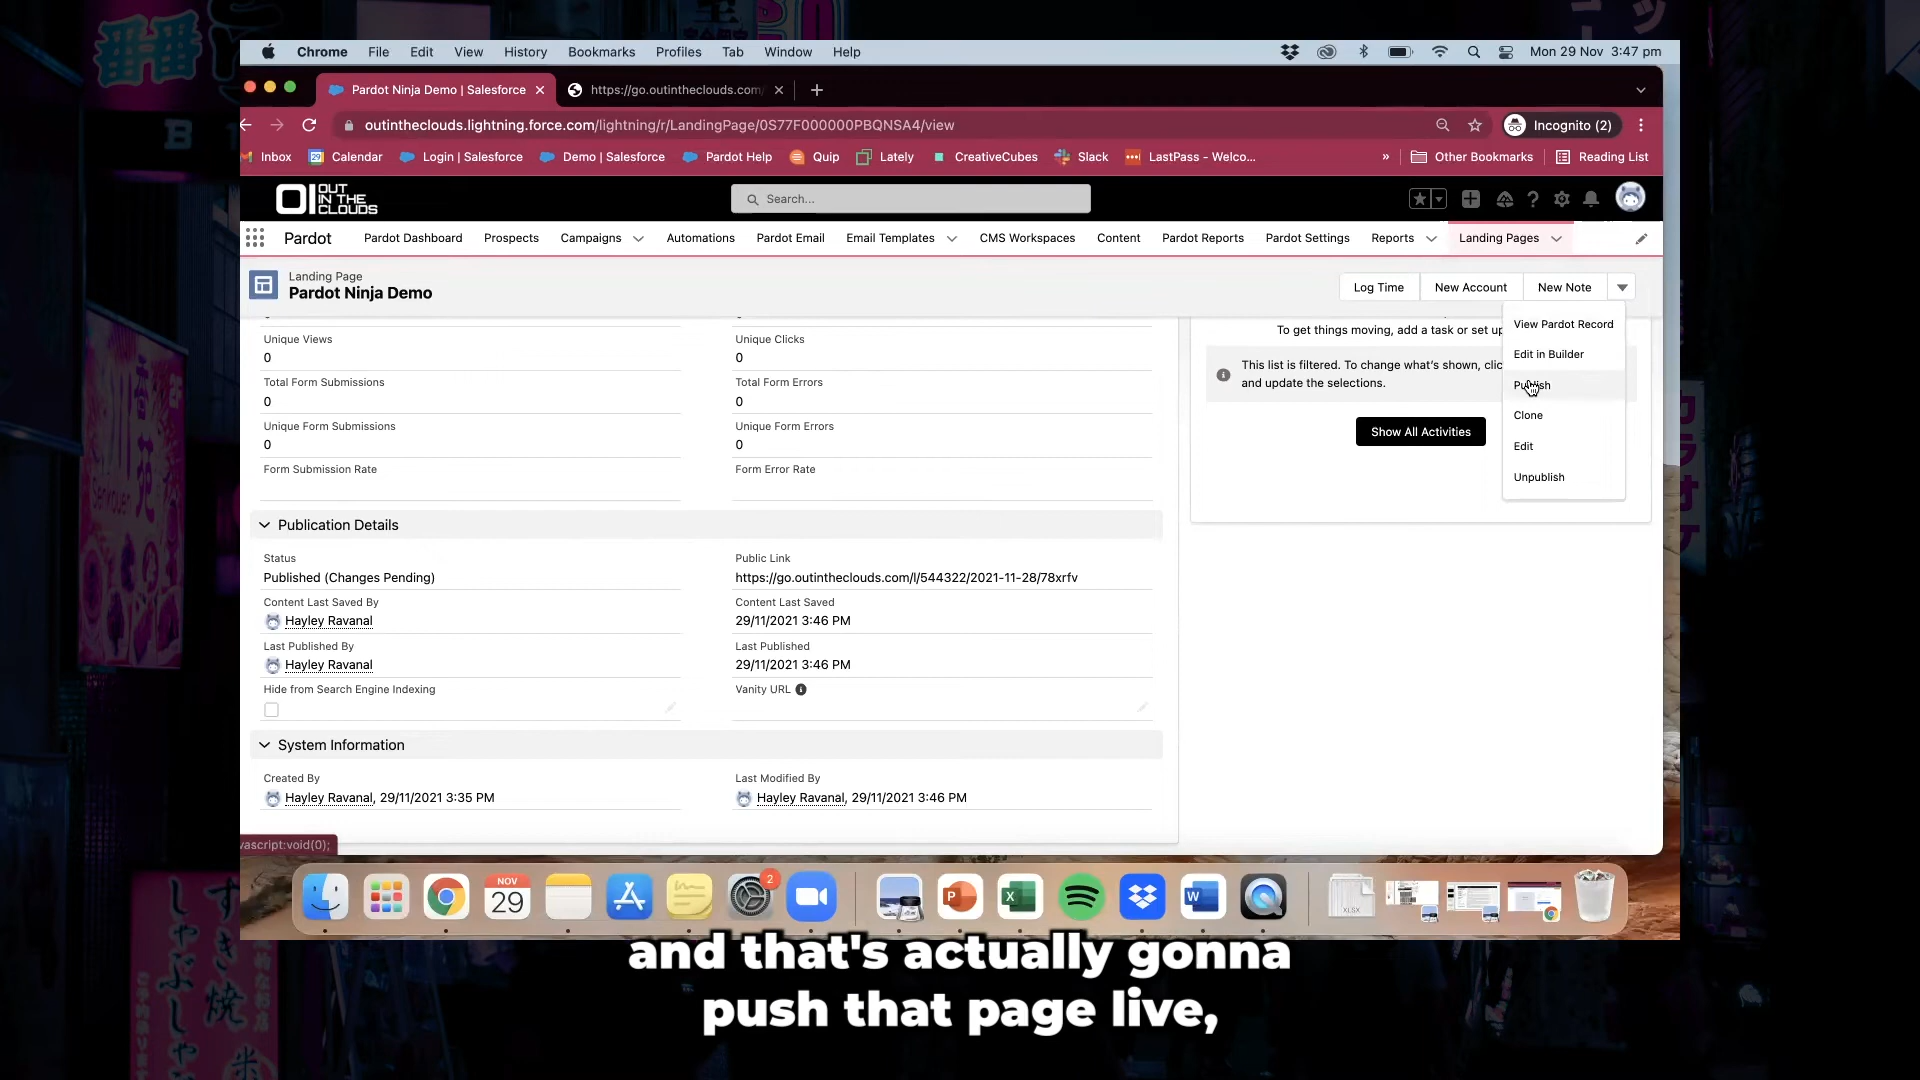 Chrome File Edit View History Bookmarks Profiles Tab Window Help Mon 29 Nov 3:47 pm
Pardot Ninja Demo | Salesforce https://go.outintheclouds.com/
outintheclouds.lightning.force.com/lightning/r/LandingPage/0S77F000000PBQNSA4/view Incognito (2)
Inbox Calendar Login | Salesforce Demo | Salesforce Pardot Help Quip Lately CreativeCubes Slack LastPass - Welco... » Other Bookmarks Reading List
OUT
IN THE
CLOUDS
Search...
Pardot Pardot Dashboard Prospects Campaigns Automations Pardot Email Email Templates CMS Workspaces Content Pardot Reports Pardot Settings Reports Landing Pages
Landing Page
Pardot Ninja Demo
Log Time New Account New Note
View Pardot Record
Edit in Builder
Publish
Clone
Edit
Unpublish
To get things moving, add a task or set up
This list is filtered. To change what's shown, clic
and update the selections.
Show All Activities
Unique Views Unique Clicks
0 0
Total Form Submissions Total Form Errors
0 0
Unique Form Submissions Unique Form Errors
0 0
Form Submission Rate Form Error Rate
Publication Details
Status Public Link
Published (Changes Pending) https://go.outintheclouds.com/l/544322/2021-11-28/78xrfv
Content Last Saved By Content Last Saved
Hayley Ravanal 29/11/2021 3:46 PM
Last Published By Last Published
Hayley Ravanal 29/11/2021 3:46 PM
Hide from Search Engine Indexing Vanity URL
System Information
Created By Last Modified By
Hayley Ravanal, 29/11/2021 3:35 PM Hayley Ravanal, 29/11/2021 3:46 PM
vascript:void(0);
NOV
29
2
XLSX
and that's actually gonna
push that page live,